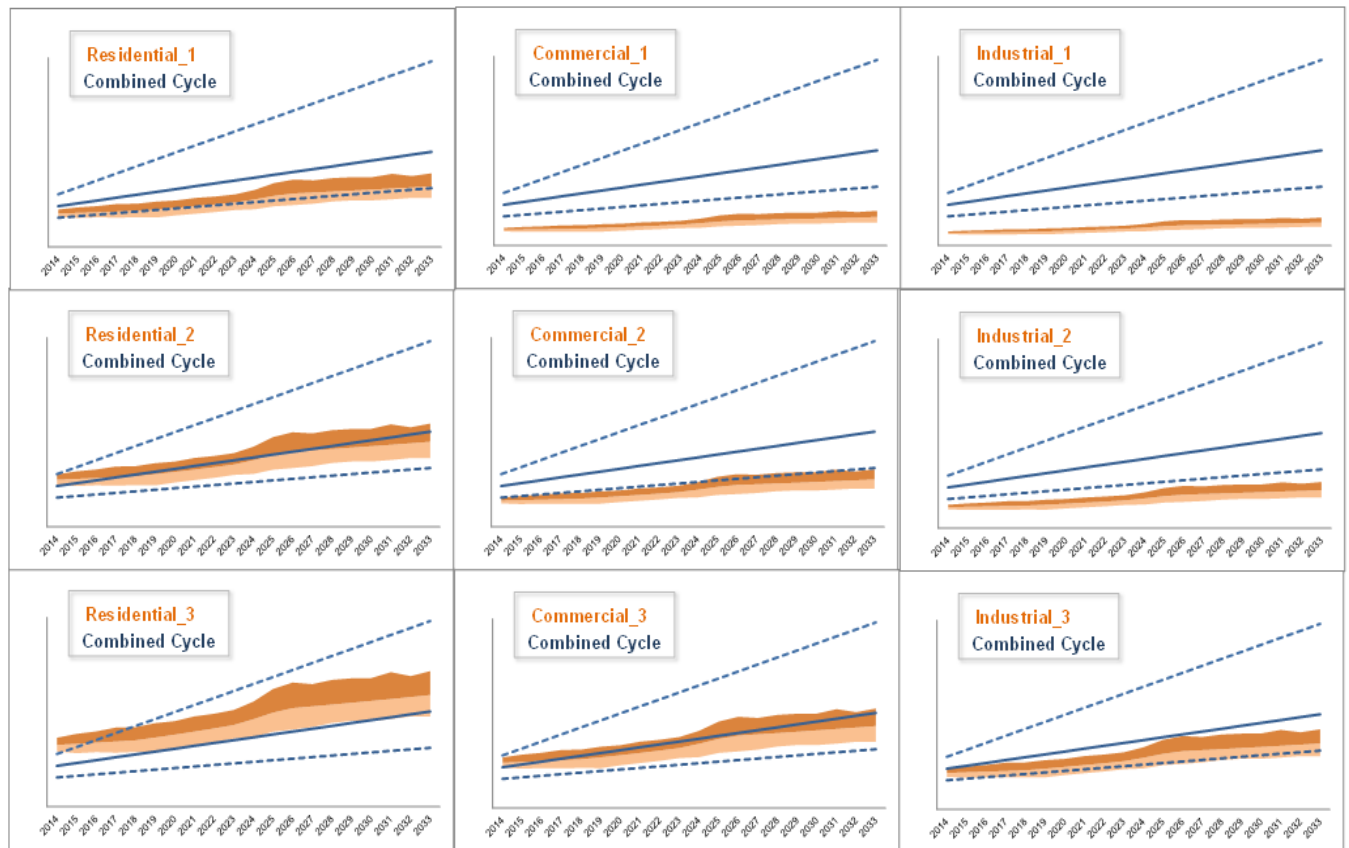 Residential_1
Combined Cycle
2014 2015 2016 2017 2018 2019 2020 2021 2022 2023 2024 2025 2026 2027 2028 2029 2030 2031 2032 2033
Commercial_1
Combined Cycle
2014 2015 2016 2017 2018 2019 2020 2021 2022 2023 2024 2025 2026 2027 2028 2029 2030 2031 2032 2033
Industrial_1
Combined Cycle
2014 2015 2016 2017 2018 2019 2020 2021 2022 2023 2024 2025 2026 2027 2028 2029 2030 2031 2032 2033
Residential_2
Combined Cycle
2014 2015 2016 2017 2018 2019 2020 2021 2022 2023 2024 2025 2026 2027 2028 2029 2030 2031 2032 2033
Commercial_2
Combined Cycle
2014 2015 2016 2017 2018 2019 2020 2021 2022 2023 2024 2025 2026 2027 2028 2029 2030 2031 2032 2033
Industrial_2
Combined Cycle
2014 2015 2016 2017 2018 2019 2020 2021 2022 2023 2024 2025 2026 2027 2028 2029 2030 2031 2032 2033
Residential_3
Combined Cycle
2014 2015 2016 2017 2018 2019 2020 2021 2022 2023 2024 2025 2026 2027 2028 2029 2030 2031 2032 2033
Commercial_3
Combined Cycle
2014 2015 2016 2017 2018 2019 2020 2021 2022 2023 2024 2025 2026 2027 2028 2029 2030 2031 2032 2033
Industrial_3
Combined Cycle
2014 2015 2016 2017 2018 2019 2020 2021 2022 2023 2024 2025 2026 2027 2028 2029 2030 2031 2032 2033